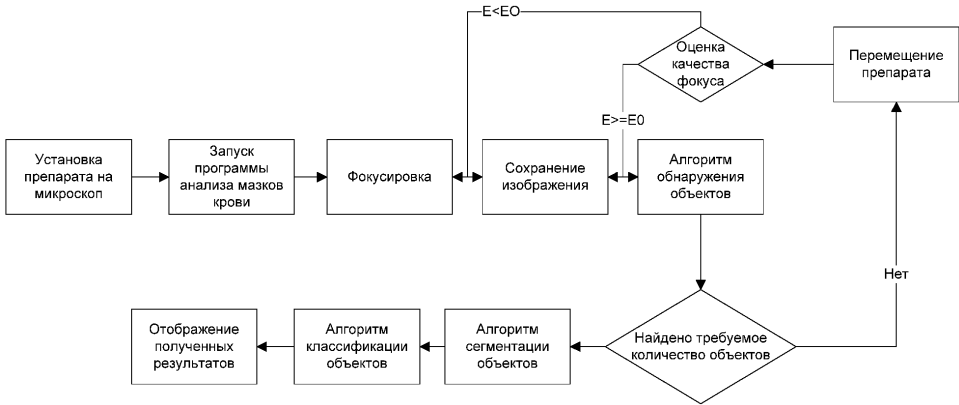 E<EO
Оценка
качества
фокуса
Перемещение
препарата
E>=E0
Установка
препарата на
микроскоп
Запуск
программы
анализа мазков
крови
Фокусировка
Сохранение
изображения
Алгоритм
обнаружения
объектов
Нет
Отображение
полученных
результатов
Алгоритм
классификации
объектов
Алгоритм
сегментации
объектов
Найдено требуемое
количество объектов